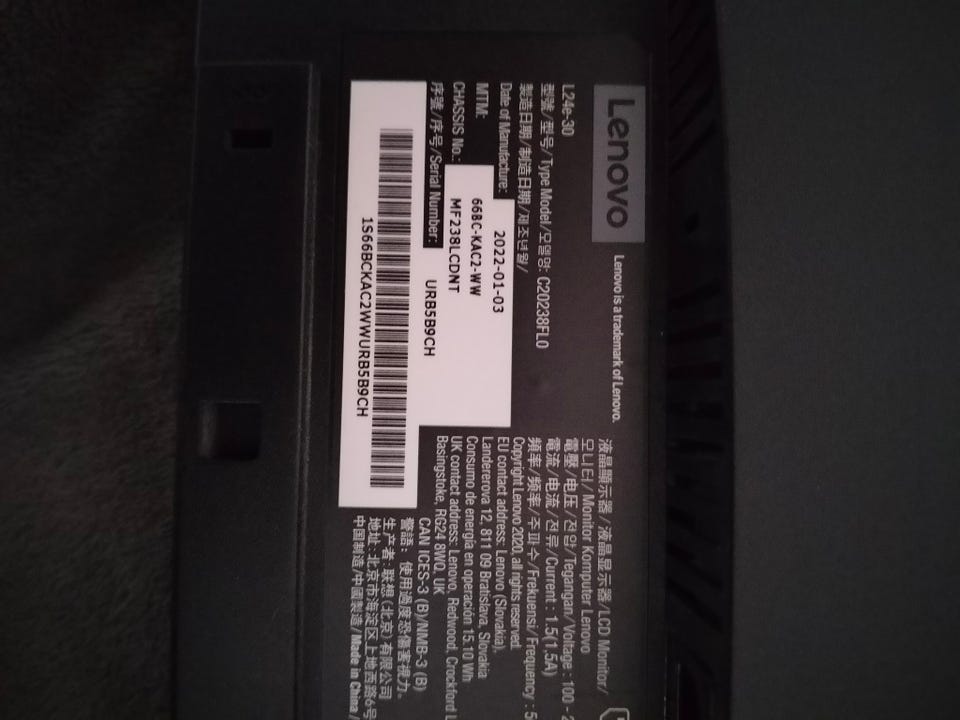 Lenovo
Lenovo is a trademark of Lenovo.
L24e-30
型號/型号/Type Model/모델명: C20238FL0
製造日期/制造日期/제조년월/
Date of Manufacture: 2022-01-03
MTM: 66BC-KAC2-WW
CHASSIS No.: MF238LCDNT
序號/序号/Serial Number: URB5B9CH
1S66BCKAC2WWURB5B9CH
液晶顯示器/液晶显示器/LCD Monitor/
모니터/Monitor Komputer Lenovo
電壓/电压/전압/Tegangan/Voltage: 100 - 2
電流/电流/전류/Current: 1.5(1,5A)
頻率/频率/주파수/Frekuensi/Frequency: 5
Copyright Lenovo 2020, all rights reserved.
EU contact address: Lenovo (Slovakia),
Landererova 12, 811 09 Bratislava, Slovakia
Consumo de energía en operación 15.10 Wh
UK contact address: Lenovo, Redwood, Crockford L
Basingstoke, RG24 8WQ, UK
CAN ICES-3 (B)/NMB-3 (B)
警語: 使用過度恐傷害視力。
生产者: 联想(北京)有限公司
地址: 北京市海淀区上地西路6号
中国制造/中國製造/Made in China/